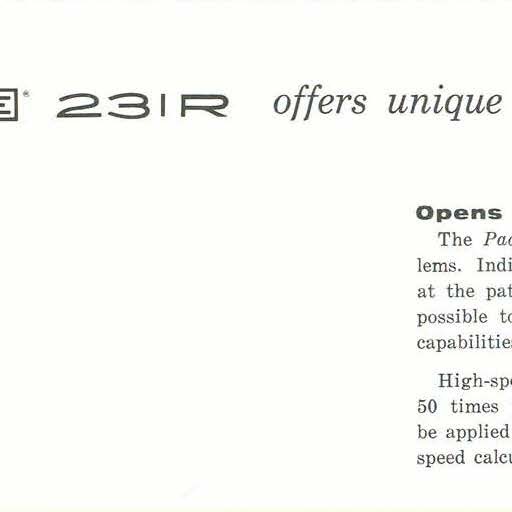 E® 231R offers unique
Opens
The Pac
lems. Indi
at the pat
possible to
capabilitie
High-spe
50 times
be applied
speed calcu